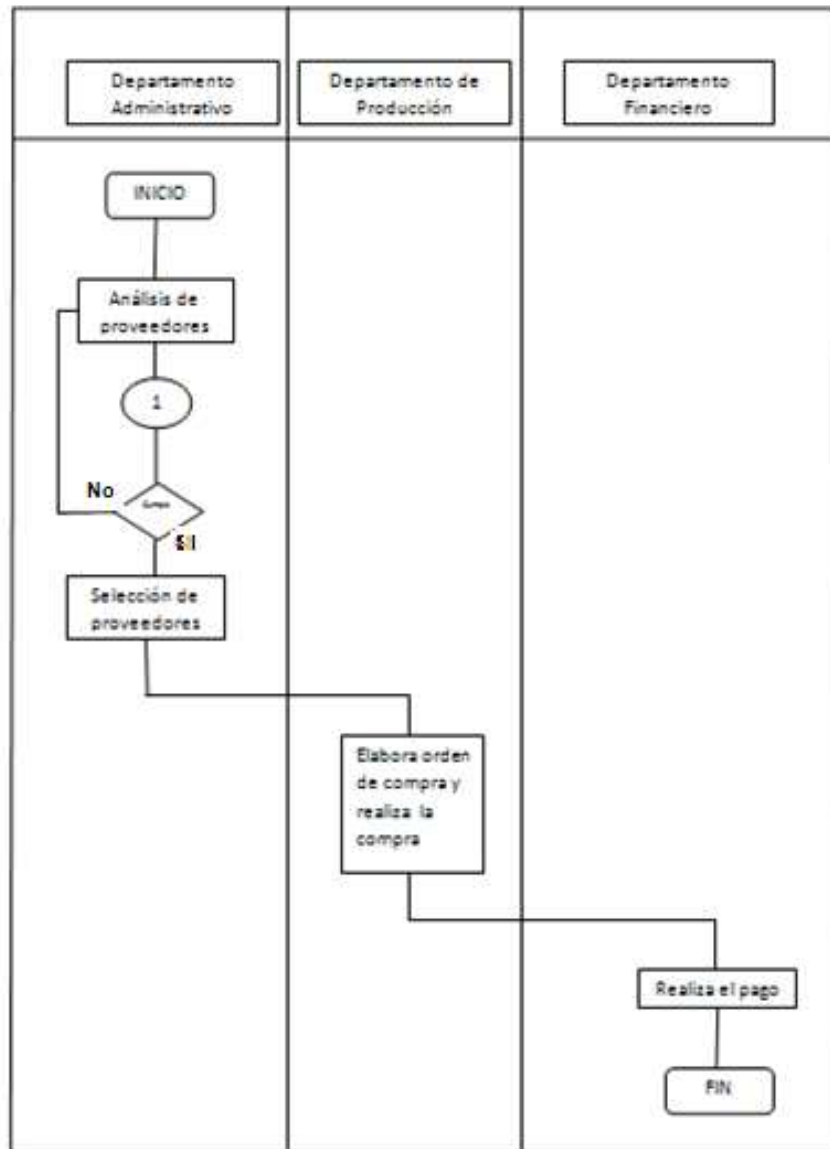 Departamento
Administrativo
Departamento de
Producción
Departamento
Financiero
INICIO
Análisis de
proveedores
1
No
SI
Selección de
proveedores
Elabora orden
de compra y
realiza la
compra
Realiza el pago
FIN